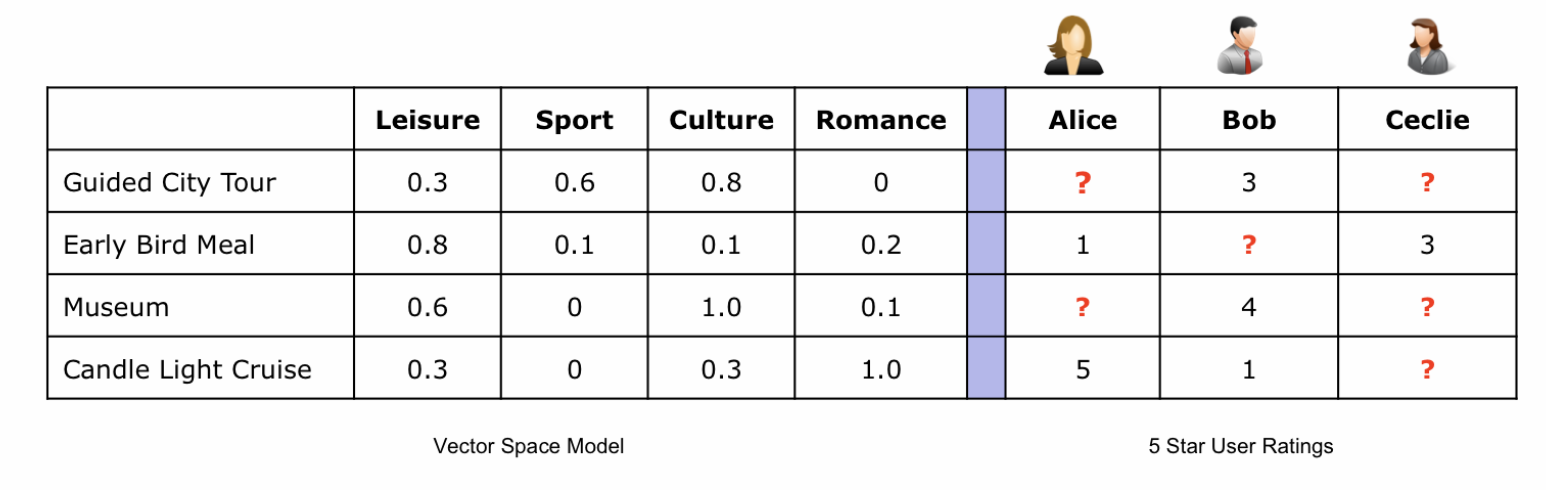 Leisure Sport Culture Romance Alice Bob Ceclie
Guided City Tour 0.3 0.6 0.8 0 ? 3 ?
Early Bird Meal 0.8 0.1 0.1 0.2 1 ? 3
Museum 0.6 0 1.0 0.1 ? 4 ?
Candle Light Cruise 0.3 0 0.3 1.0 5 1 ?
Vector Space Model 5 Star User Ratings